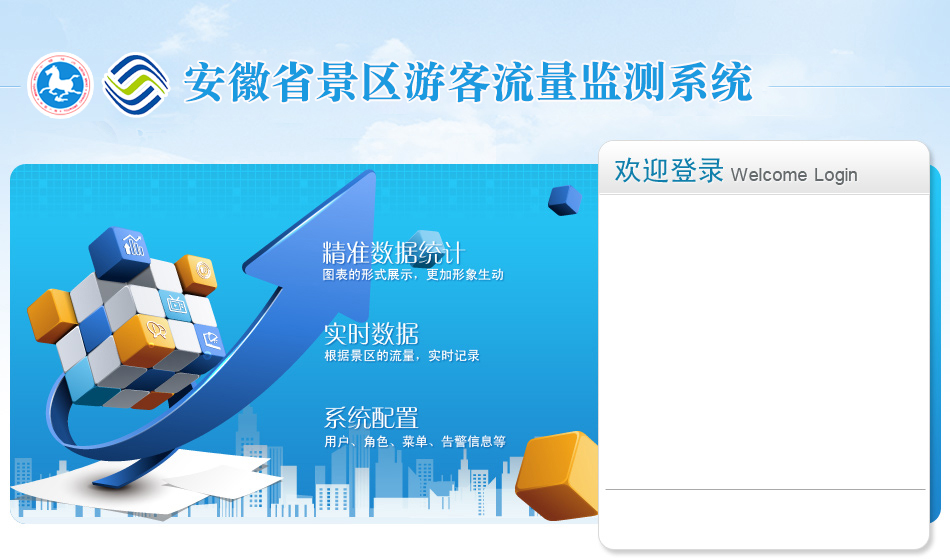 安徽省景区游客流量监测系统
欢迎登录 Welcome Login
精准数据统计
图表的形式展示，更加形象生动
实时数据
根据景区的流量，实时记录
系统配置
用户、角色、菜单、告警信息等